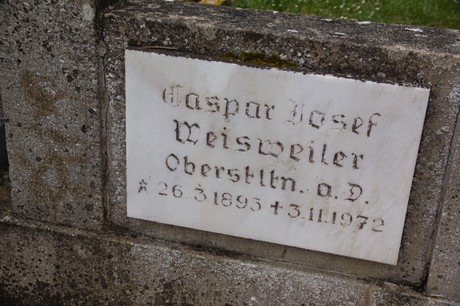 Caspar Josef
Weisweiler
Oberstltn. a. D.
* 26.3.1895 + 3.11.1972